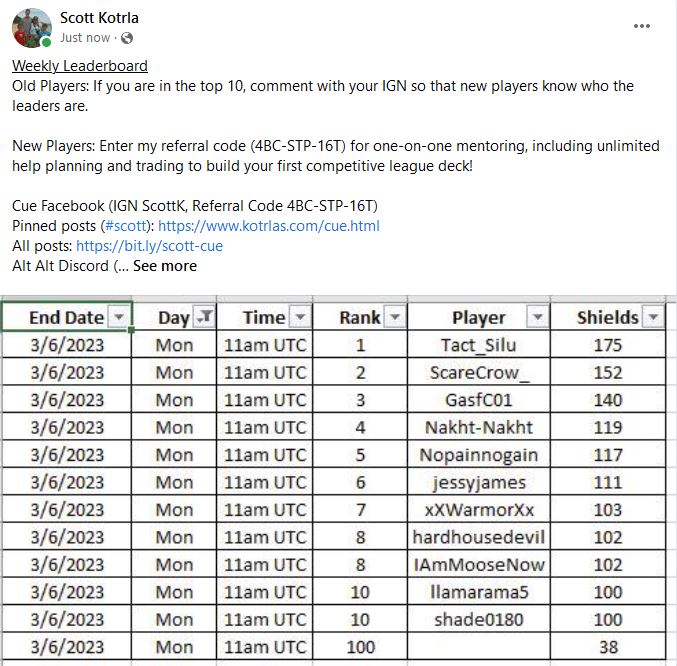 Scott Kotrla
Just now ·
Weekly Leaderboard
Old Players: If you are in the top 10, comment with your IGN so that new players know who the
leaders are.
New Players: Enter my referral code (4BC-STP-16T) for one-on-one mentoring, including unlimited
help planning and trading to build your first competitive league deck!
Cue Facebook (IGN ScottK, Referral Code 4BC-STP-16T)
Pinned posts (#scott): https://www.kotrlas.com/cue.html
All posts: https://bit.ly/scott-cue
Alt Alt Discord (... See more
End Date Day Time Rank Player Shields
3/6/2023 Mon 11am UTC 1 Tact_Silu 175
3/6/2023 Mon 11am UTC 2 ScareCrow_ 152
3/6/2023 Mon 11am UTC 3 GasfC01 140
3/6/2023 Mon 11am UTC 4 Nakht-Nakht 119
3/6/2023 Mon 11am UTC 5 Nopainnogain 117
3/6/2023 Mon 11am UTC 6 jessyjames 111
3/6/2023 Mon 11am UTC 7 xXWarmorXx 103
3/6/2023 Mon 11am UTC 8 hardhousedevil 102
3/6/2023 Mon 11am UTC 8 IAmMooseNow 102
3/6/2023 Mon 11am UTC 10 llamarama5 100
3/6/2023 Mon 11am UTC 10 shade0180 100
3/6/2023 Mon 11am UTC 100 38